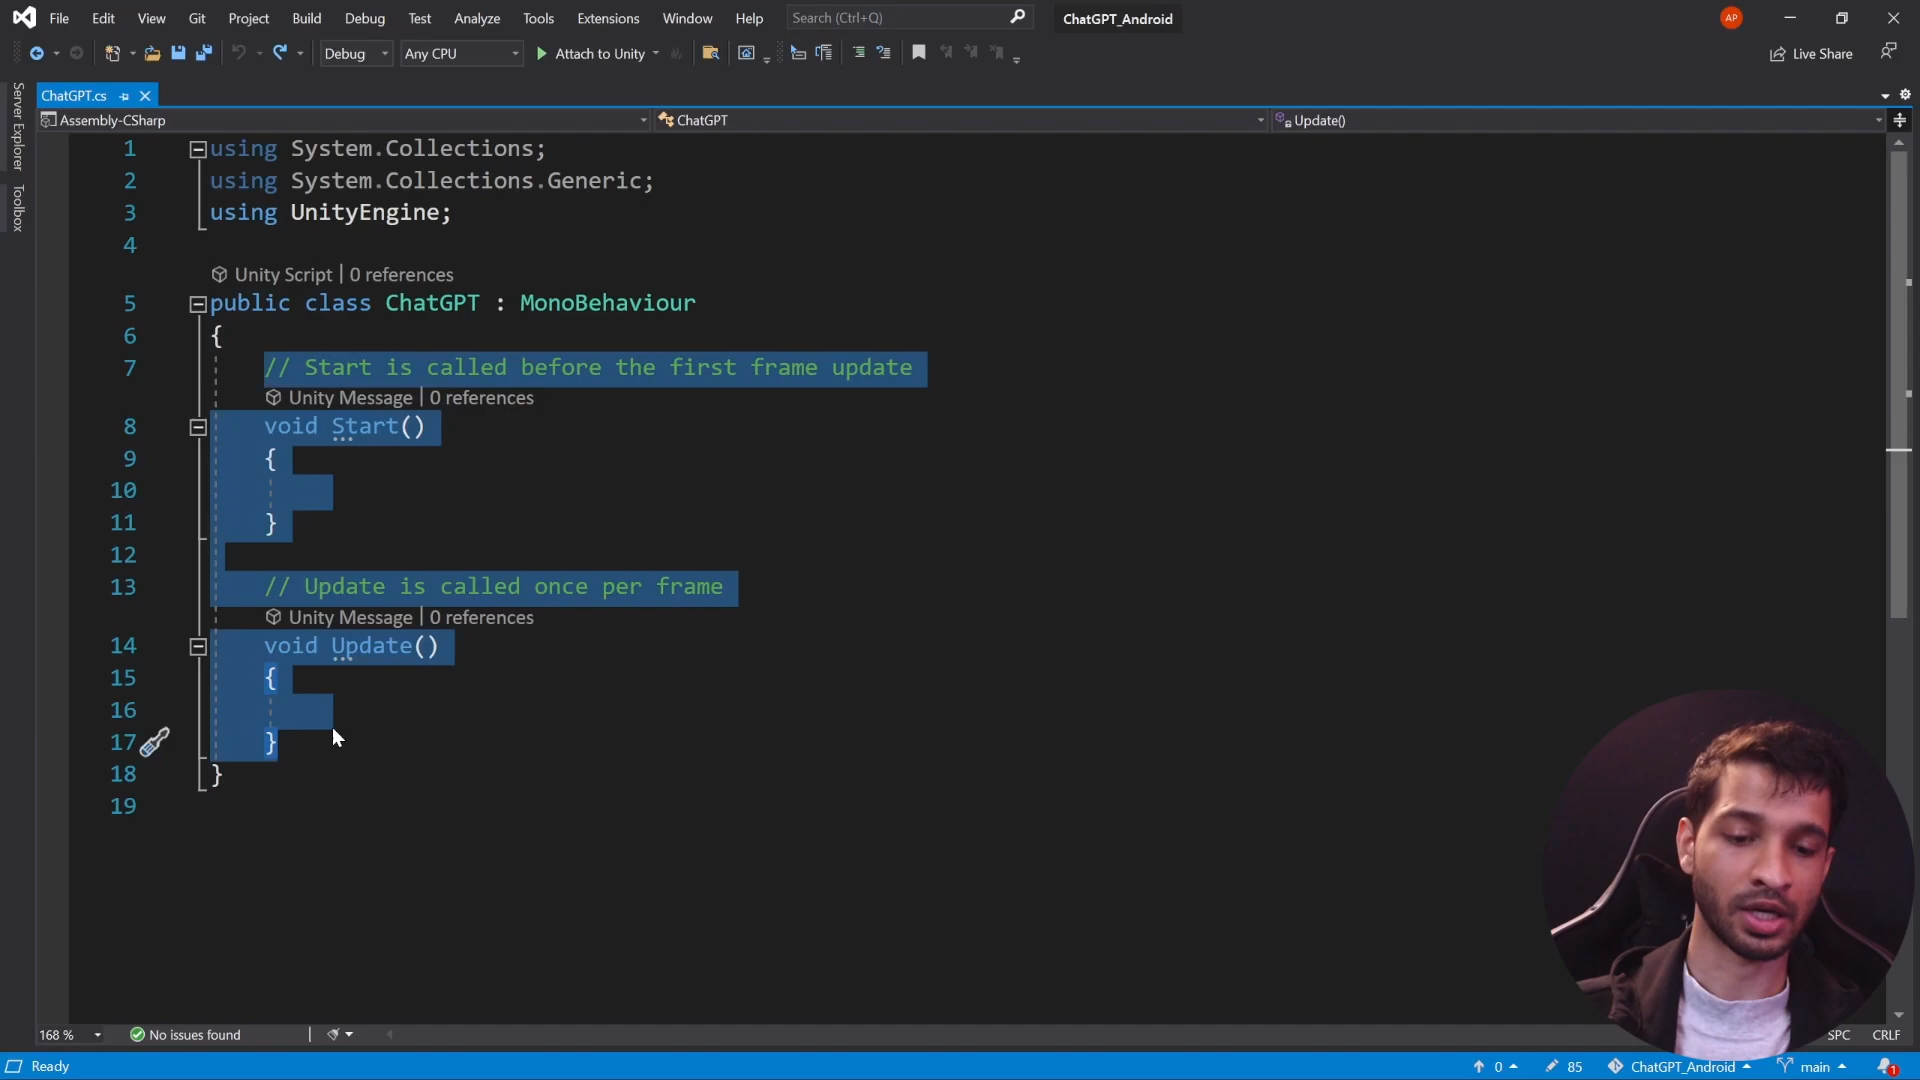 File Edit View Git Project Build Debug Test Analyze Tools Extensions Window Help Search (Ctrl+Q) ChatGPT_Android AP
Debug Any CPU Attach to Unity Live Share
Server Explorer
Toolbox
ChatGPT.cs
Assembly-CSharp ChatGPT Update()
1 using System.Collections;
2 using System.Collections.Generic;
3 using UnityEngine;
4
Unity Script | 0 references
5 public class ChatGPT : MonoBehaviour
6 {
7 // Start is called before the first frame update
Unity Message | 0 references
8 void Start()
9 {
10
11 }
12
13 // Update is called once per frame
Unity Message | 0 references
14 void Update()
15 {
16
17 }
18 }
19
168 % No issues found SPC CRLF
Ready 0 85 ChatGPT_Android main 1